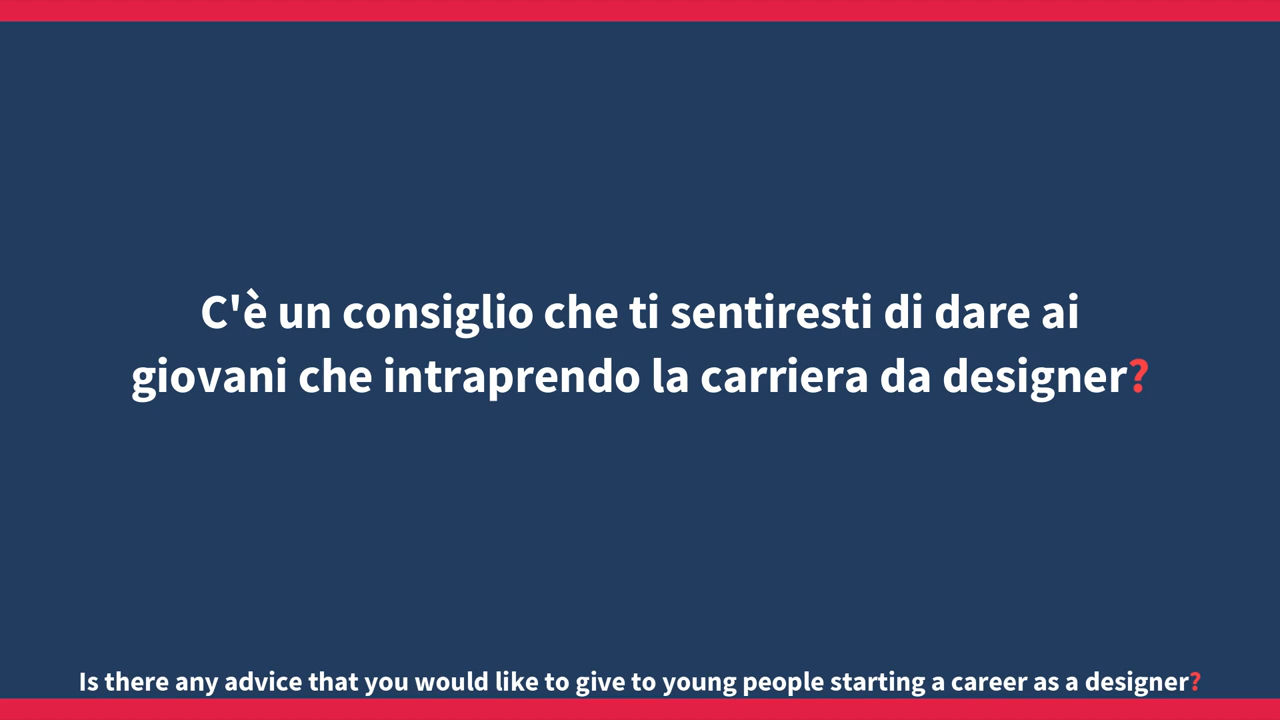 C'è un consiglio che ti sentiresti di dare ai
giovani che intraprendo la carriera da designer?
Is there any advice that you would like to give to young people starting a career as a designer?